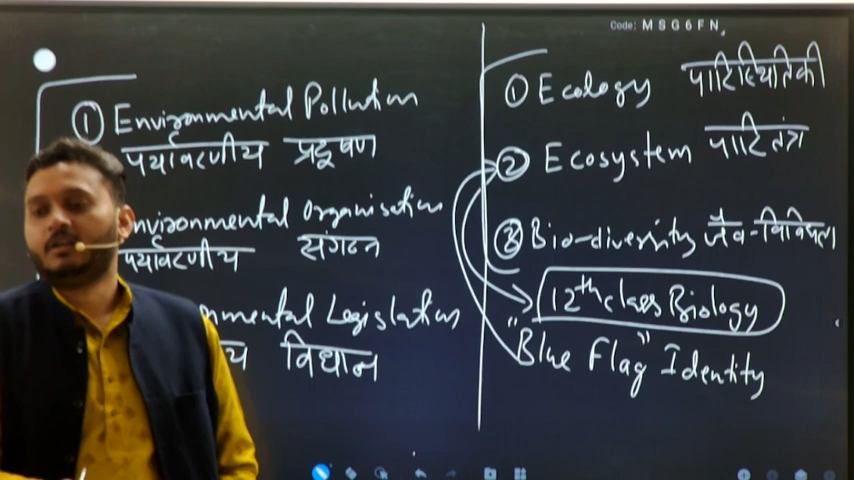 Code: M S G 6 F N
① Environmental Pollution
पर्यावरणीय प्रदूषण
nvironmental Organisation
पर्यावरणीय संगठन
nmental Legislation
य विधान
① Ecology पारिस्थितिकी
② Ecosystem पारितंत्र
③ Bio-diversity जैव-विविधता
12th class Biology
"Blue Flag" Identity